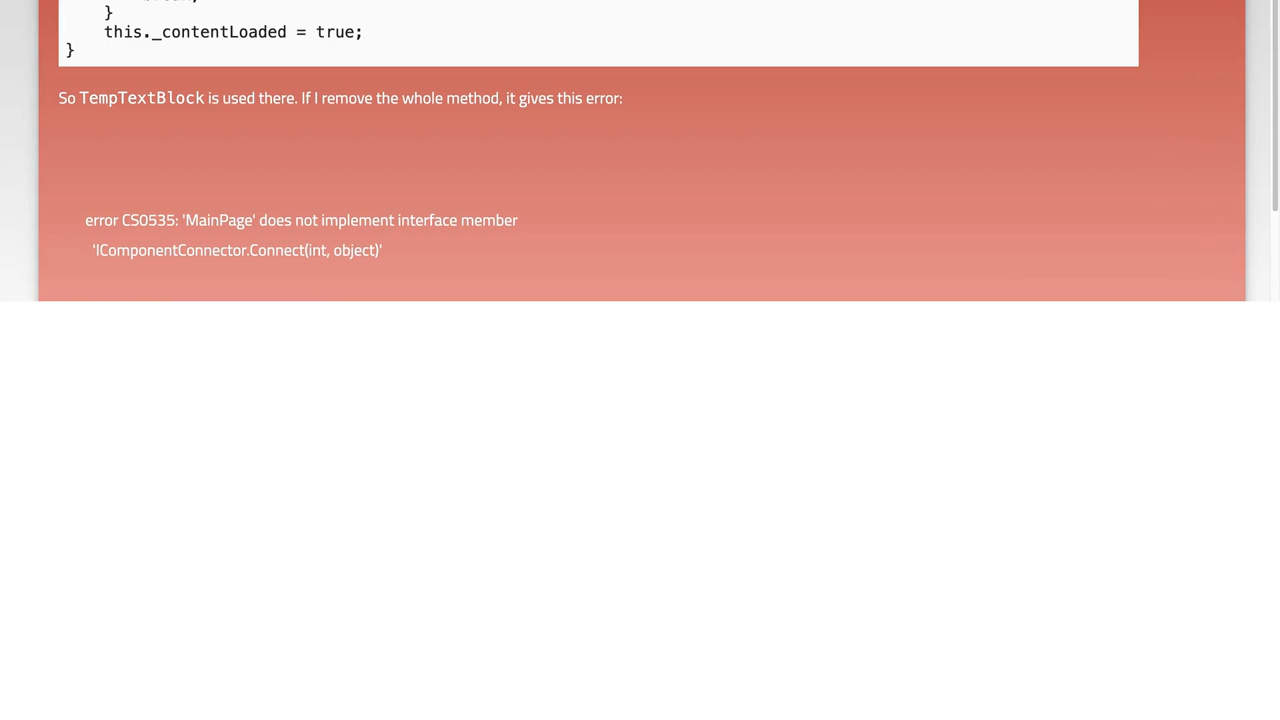 }
this._contentLoaded = true;
}
So TempTextBlock is used there. If I remove the whole method, it gives this error:
error CS0535: 'MainPage' does not implement interface member
'IComponentConnector.Connect(int, object)'